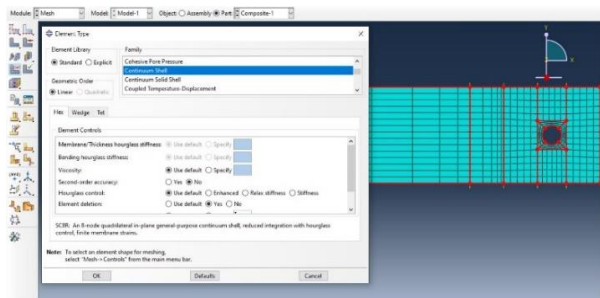 Module: Mesh Model: Model-1 Object: Assembly Part: Composite-1
Element Type
Element Library
Family
Standard Explicit
Cohesive Pore Pressure
Continuum Shell
Continuum Solid Shell
Coupled Temperature-Displacement
Geometric Order
Linear Quadratic
Hex Wedge Tet
Element Controls
Membrane/Thickness hourglass stiffness: Use default Specify
Bending hourglass stiffness: Use default Specify
Viscosity: Use default Specify
Second-order accuracy: Yes No
Hourglass control: Use default Enhanced Relax stiffness Stiffness
Element deletion: Use default Yes No
SC8R: An 8-node quadrilateral in-plane general-purpose continuum shell, reduced integration with hourglass
control, finite membrane strains.
Note: To select an element shape for meshing,
select "Mesh->Controls" from the main menu bar.
OK Defaults Cancel
Y
X